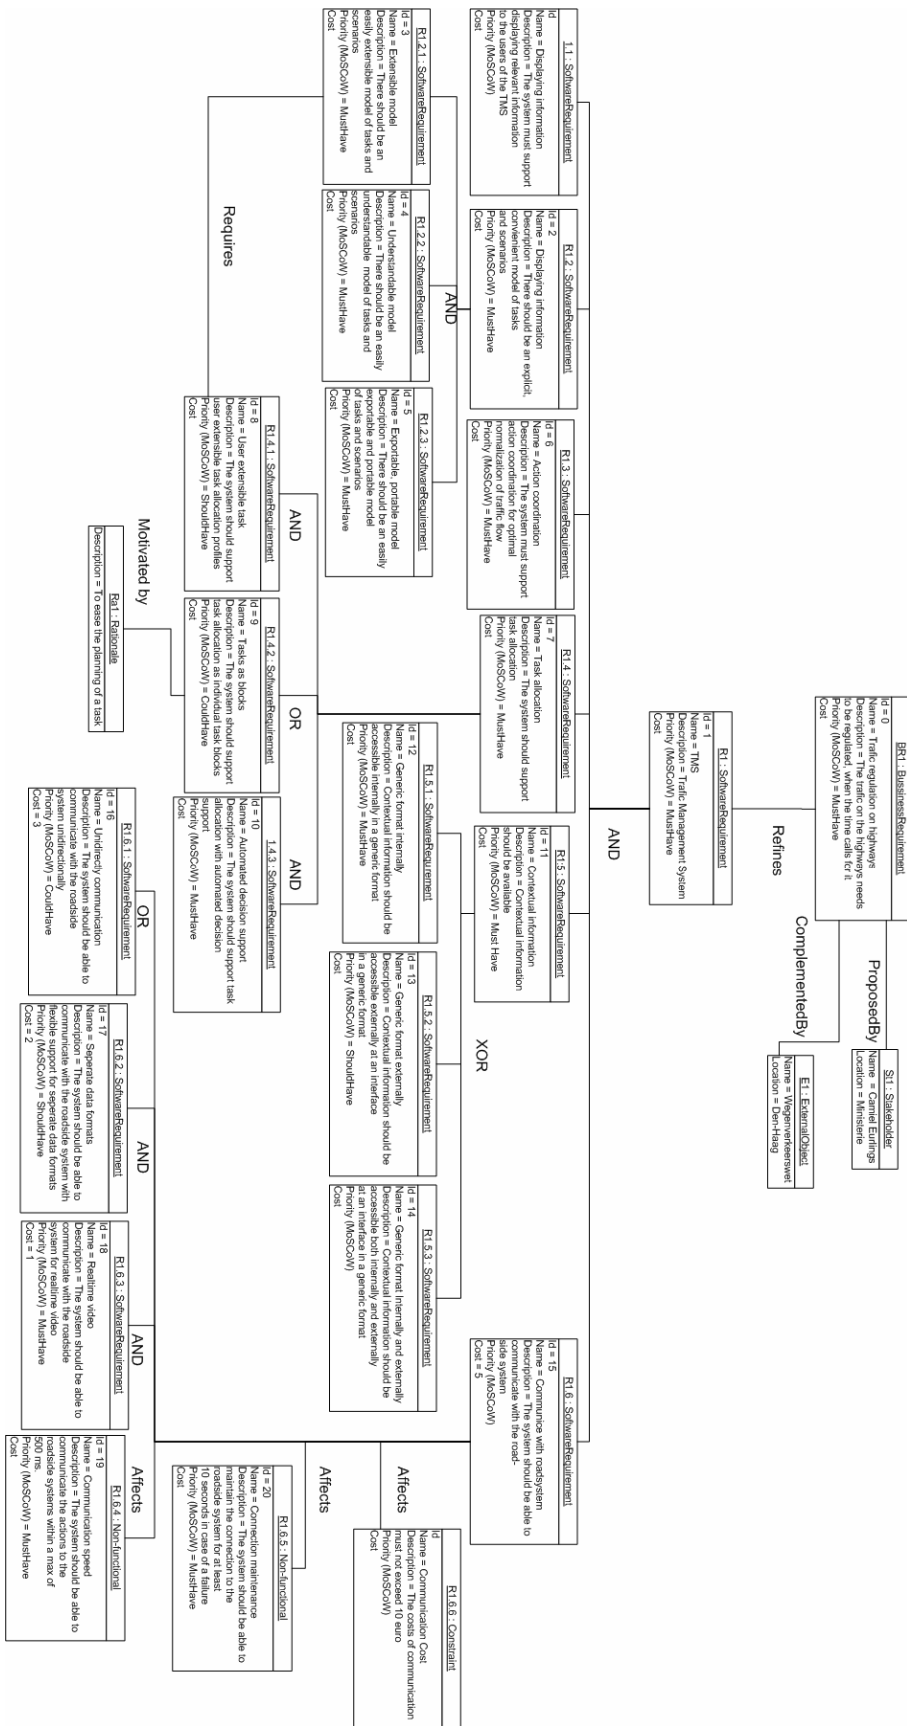 BR1 : BussinessRequirement
Id = 0
Name = Trafic regulation on highways
Description = The trafic on the highways needs
to be regulated, when the time calls for it
Priority (MoSCoW) = MustHave
Cost
ProposedBy
St1 : Stakeholder
Name = Camiel Eurlings
Location = Ministerie
ComplementedBy
E1 : ExternalObject
Name = Wegenverkeerswet
Location = Den-Haag
Refines
R1 : SoftwareRequirement
Id = 1
Name = TMS
Description = Trafic Management System
Priority (MoSCoW) = MustHave
Cost
AND
1.1 : SoftwareRequirement
Id
Name = Displaying information
Description = The system must support
displaying relevant information
to the users of the TMS
Priority (MoSCoW)
Cost
R1.2 : SoftwareRequirement
Id = 2
Name = Displaying information
Description = There should be an explicit,
convienient model of tasks
and scenarios
Priority (MoSCoW) = MustHave
Cost
R1.3 : SoftwareRequirement
Id = 6
Name = Action coordination
Description = The system must support
action coordination for optimal
normalization of traffic flow
Priority (MoSCoW) = MustHave
Cost
R1.4 : SoftwareRequirement
Id = 7
Name = Task allocation
Description = The system should support
task allocation
Priority (MoSCoW) = MustHave
Cost
R1.5 : SoftwareRequirement
Id = 11
Name = Contextual information
Description = Contextual information
should be available
Priority (MoSCoW) = Must Have
Cost
R1.6 : SoftwareRequirement
Id = 15
Name = Communice with roadsystem
Description = The system should be able to
communicate with the road-
side system
Priority (MoSCoW)
Cost = 5
AND
R1.2.1 : SoftwareRequirement
Id = 3
Name = Extensible model
Description = There should be an
easily extensible model of tasks and
scenarios
Priority (MoSCoW) = MustHave
Cost
R1.2.2 : SoftwareRequirement
Id = 4
Name = Understandable model
Description = There should be an easily
understandable model of tasks and
scenarios
Priority (MoSCoW) = MustHave
Cost
R1.2.3 : SoftwareRequirement
Id = 5
Name = Exportable, portable model
Description = There should be an easily
exportable and portable model
of tasks and scenarios
Priority (MoSCoW) = MustHave
Cost
XOR
R1.5.1 : SoftwareRequirement
Id = 12
Name = Generic format internally
Description = Contextual information should be
accessible internally in a generic format
Priority (MoSCoW) = MustHave
Cost
R1.5.2 : SoftwareRequirement
Id = 13
Name = Generic format externally
Description = Contextual information should be
accessible externally at an interface
in a generic format
Priority (MoSCoW) = ShouldHave
Cost
R1.5.3 : SoftwareRequirement
Id = 14
Name = Generic format Internally and externally
Description = Contextual information should be
accessible both internally and externally
at an interface in a generic format
Priority (MoSCoW)
Cost
Affects
R1.6.6 : Constraint
Id
Name = Communication Cost
Description = The costs of communication
must not exceed 10 euro
Priority (MoSCoW)
Cost
Requires
AND
OR
AND
R1.4.1 : SoftwareRequirement
Id = 8
Name = User extensible task
Description = The system should support
user extensible task allocation profiles
Priority (MoSCoW) = ShouldHave
Cost
R1.4.2 : SoftwareRequirement
Id = 9
Name = Tasks as blocks
Description = The system should support
task allocation as individual task blocks
Priority (MoSCoW) = CouldHave
Cost
1.4.3 : SoftwareRequirement
Id = 10
Name = Automated decision support
Description = The system should support task
allocation with automated decision
support
Priority (MoSCoW) = MustHave
Cost
Affects
R1.6.5 : Non-functional
Id = 20
Name = Connection maintenance
Description = The system should be able to
maintain the connection to the
roadside system for at least
10 seconds in case of a failure
Priority (MoSCoW) = MustHave
Cost
Motivated by
Ra1 : Rationale
Description = To ease the planning of a task
OR
AND
AND
Affects
R1.6.1 : SoftwareRequirement
Id = 16
Name = Unidirectly communication
Description = The system should be able to
communicate with the roadside
system unidirectionally
Priority (MoSCoW) = CouldHave
Cost = 3
R1.6.2 : SoftwareRequirement
Id = 17
Name = Seperate data formats
Description = The system should be able to
communicate with the roadside system with
flexible support for seperate data formats
Priority (MoSCoW) = ShouldHave
Cost = 2
R1.6.3 : SoftwareRequirement
Id = 18
Name = Realtime video
Description = The system should be able to
communicate with the roadside
system for realtime video
Priority (MoSCoW) = MustHave
Cost = 1
R1.6.4 : Non-functional
Id = 19
Name = Communication speed
Description = The system should be able to
communicate the actions to the
roadside systems within a max of
500 ms.
Priority (MoSCoW) = MustHave
Cost